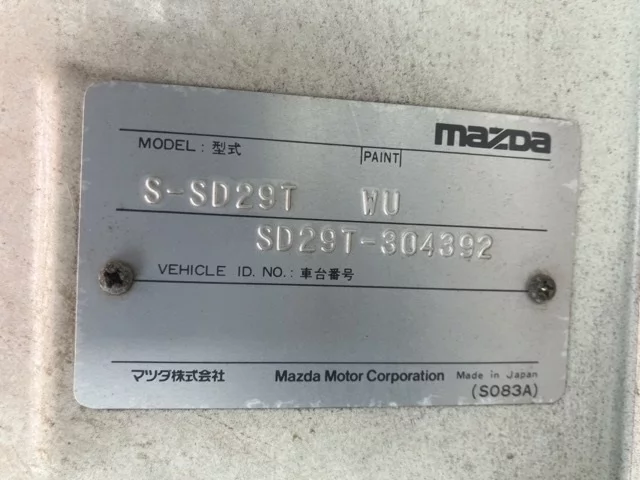 mazda
MODEL : 型式 PAINT
S-SD29T WU
SD29T-304392
VEHICLE ID. NO. : 車台番号
マツダ株式会社 Mazda Motor Corporation Made in Japan
(S083A)